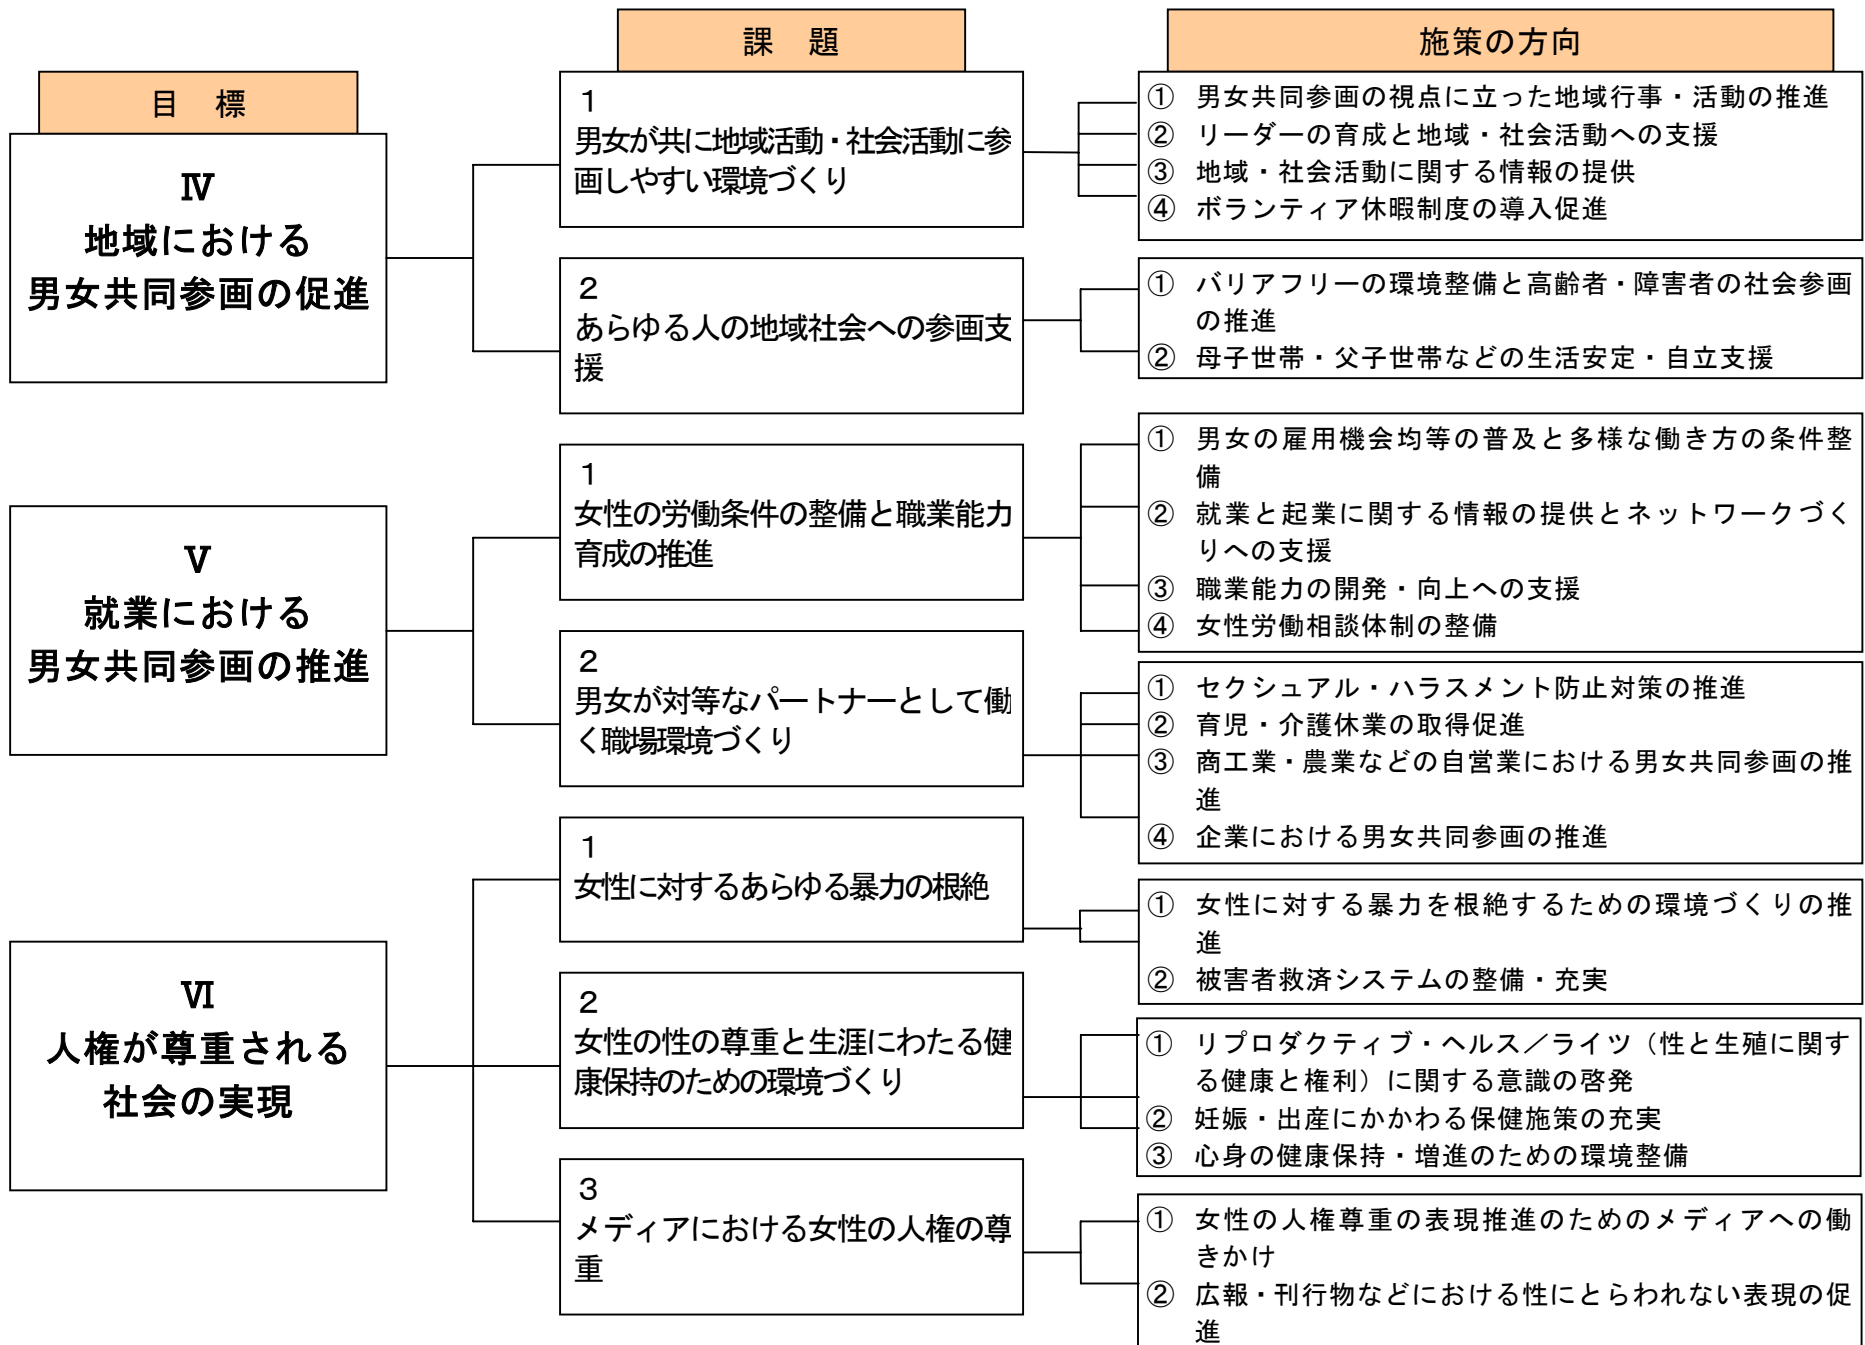 目　標
課　題
施策の方向
Ⅳ
地域における
男女共同参画の促進
1
男女が共に地域活動・社会活動に参
画しやすい環境づくり
① 男女共同参画の視点に立った地域行事・活動の推進
② リーダーの育成と地域・社会活動への支援
③ 地域・社会活動に関する情報の提供
④ ボランティア休暇制度の導入促進
2
あらゆる人の地域社会への参画支
援
① バリアフリーの環境整備と高齢者・障害者の社会参画
の推進
② 母子世帯・父子世帯などの生活安定・自立支援
Ⅴ
就業における
男女共同参画の推進
1
女性の労働条件の整備と職業能力
育成の推進
① 男女の雇用機会均等の普及と多様な働き方の条件整
備
② 就業と起業に関する情報の提供とネットワークづく
りへの支援
③ 職業能力の開発・向上への支援
④ 女性労働相談体制の整備
2
男女が対等なパートナーとして働
く職場環境づくり
① セクシュアル・ハラスメント防止対策の推進
② 育児・介護休業の取得促進
③ 商工業・農業などの自営業における男女共同参画の推
進
④ 企業における男女共同参画の推進
Ⅵ
人権が尊重される
社会の実現
1
女性に対するあらゆる暴力の根絶
① 女性に対する暴力を根絶するための環境づくりの推
進
② 被害者救済システムの整備・充実
2
女性の性の尊重と生涯にわたる健
康保持のための環境づくり
① リプロダクティブ・ヘルス／ライツ（性と生殖に関す
る健康と権利）に関する意識の啓発
② 妊娠・出産にかかわる保健施策の充実
③ 心身の健康保持・増進のための環境整備
3
メディアにおける女性の人権の尊
重
① 女性の人権尊重の表現推進のためのメディアへの働
きかけ
② 広報・刊行物などにおける性にとらわれない表現の促
進